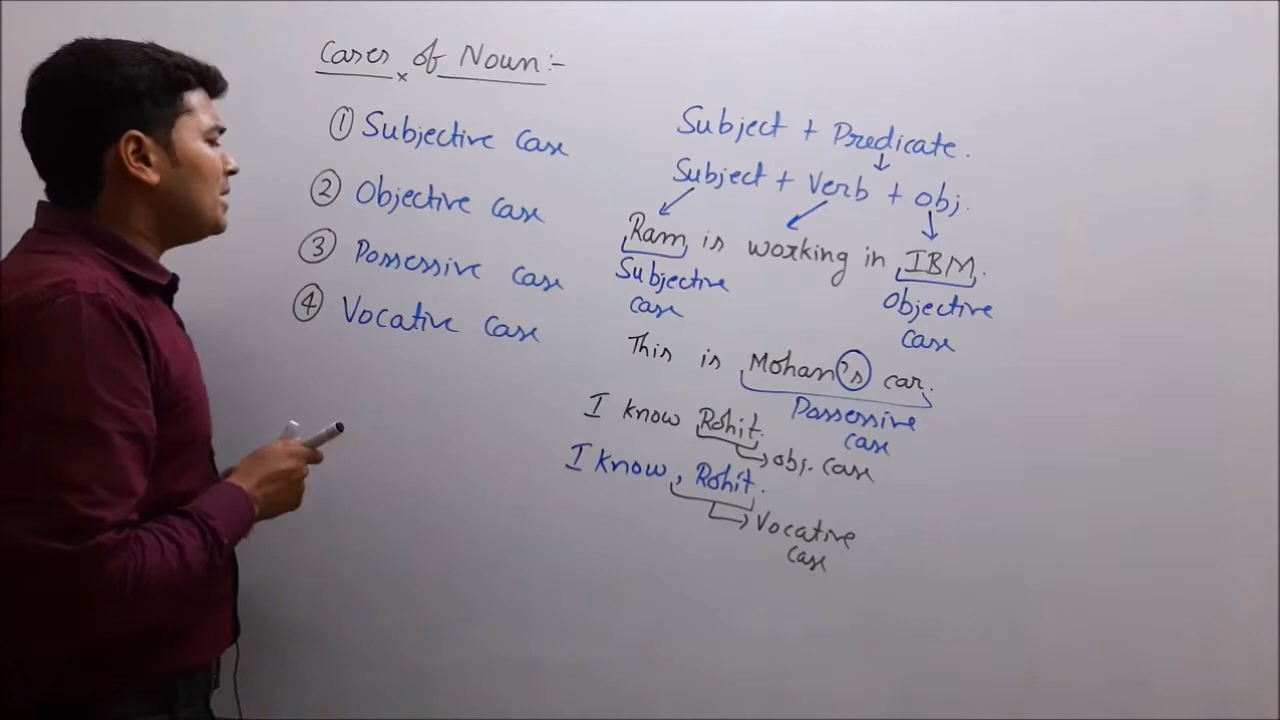 Cases of Noun:-
① Subjective Case
② Objective Case
③ Possessive Case
④ Vocative Case
Subject + Predicate.
Subject + Verb + obj.
Ram is working in IBM.
Subjective
Case
Objective
Case
This is Mohan's car.
Possessive
Case
I know Rohit.
obj. Case
I know, Rohit.
Vocative
Case